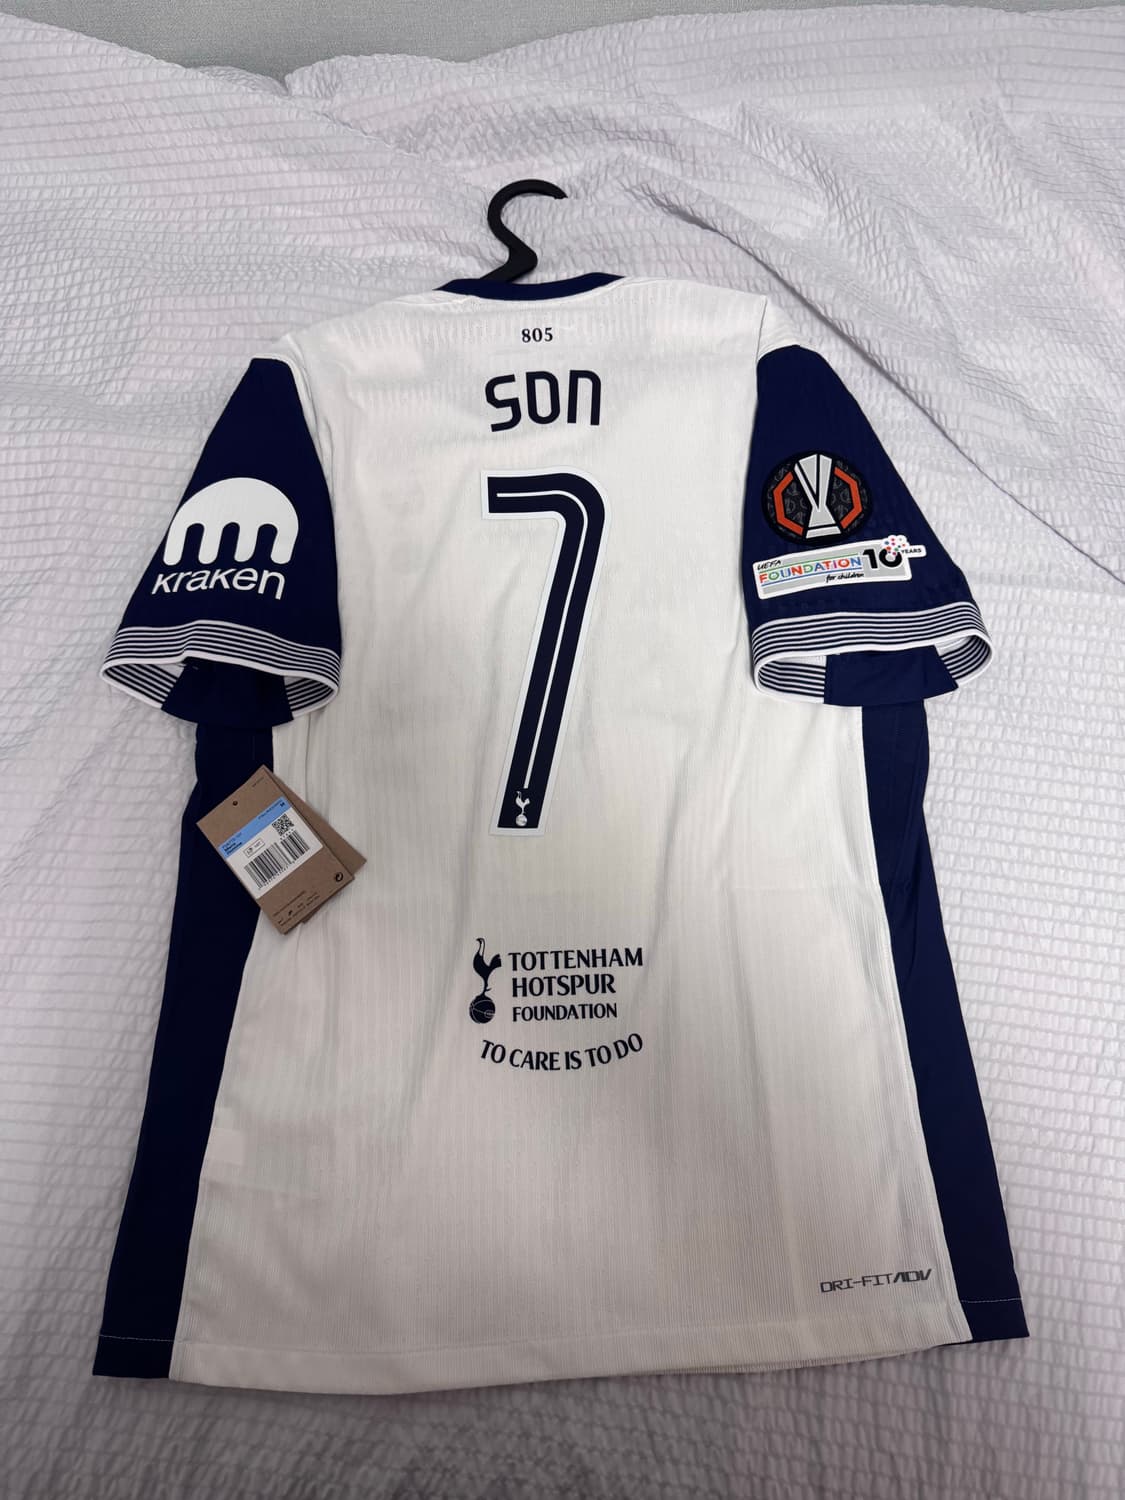 805
SON
7
kraken
UEFA
FOUNDATION
for children
10
YEARS
TOTTENHAM
HOTSPUR
FOUNDATION
TO CARE IS TO DO
DRI-FIT ADV